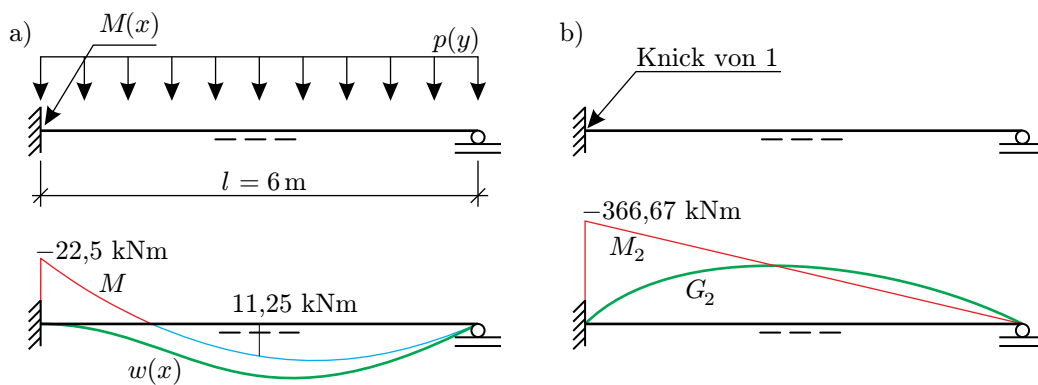 a)
M(x)
p(y)
l = 6 m
−22,5 kNm
M
11,25 kNm
w(x)
b)
Knick von 1
−366,67 kNm
M₂
G₂